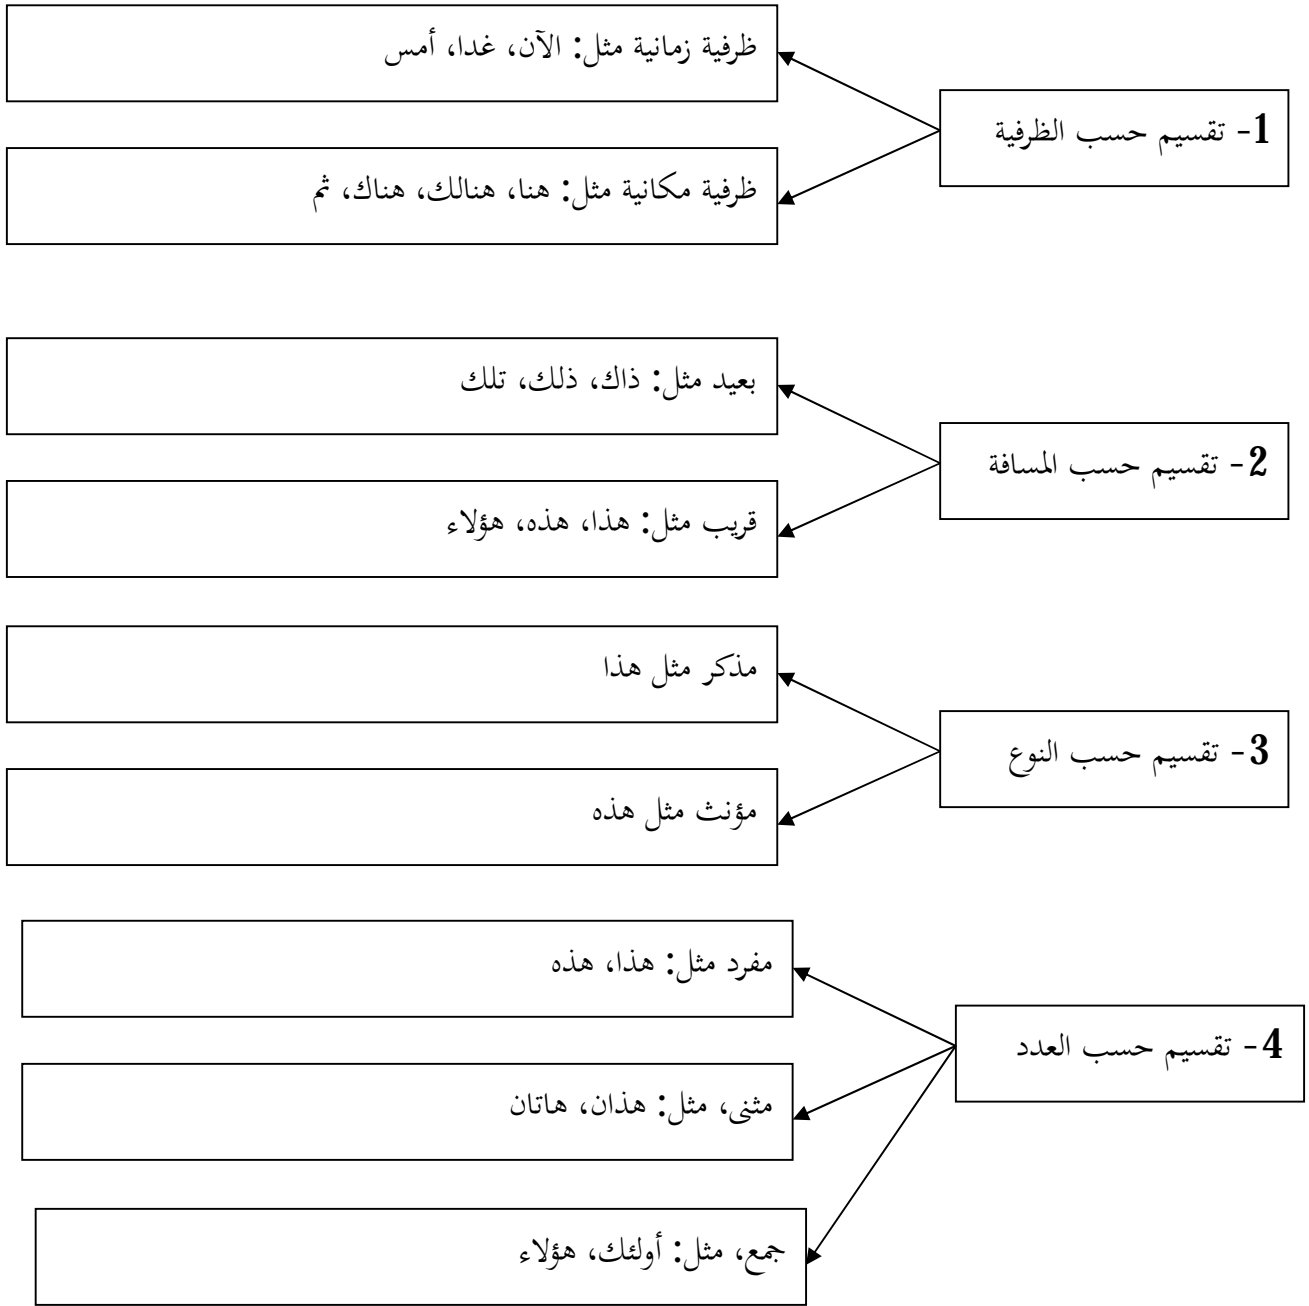 1- تقسيم حسب الظرفية
ظرفية زمانية مثل: الآن، غدا، أمس
ظرفية مكانية مثل: هنا، هنالك، هناك، ثم
2- تقسيم حسب المسافة
بعيد مثل: ذاك، ذلك، تلك
قريب مثل: هذا، هذه، هؤلاء
3- تقسيم حسب النوع
مذكر مثل هذا
مؤنث مثل هذه
4- تقسيم حسب العدد
مفرد مثل: هذا، هذه
مثنى، مثل: هذان، هاتان
جمع، مثل: أولئك، هؤلاء